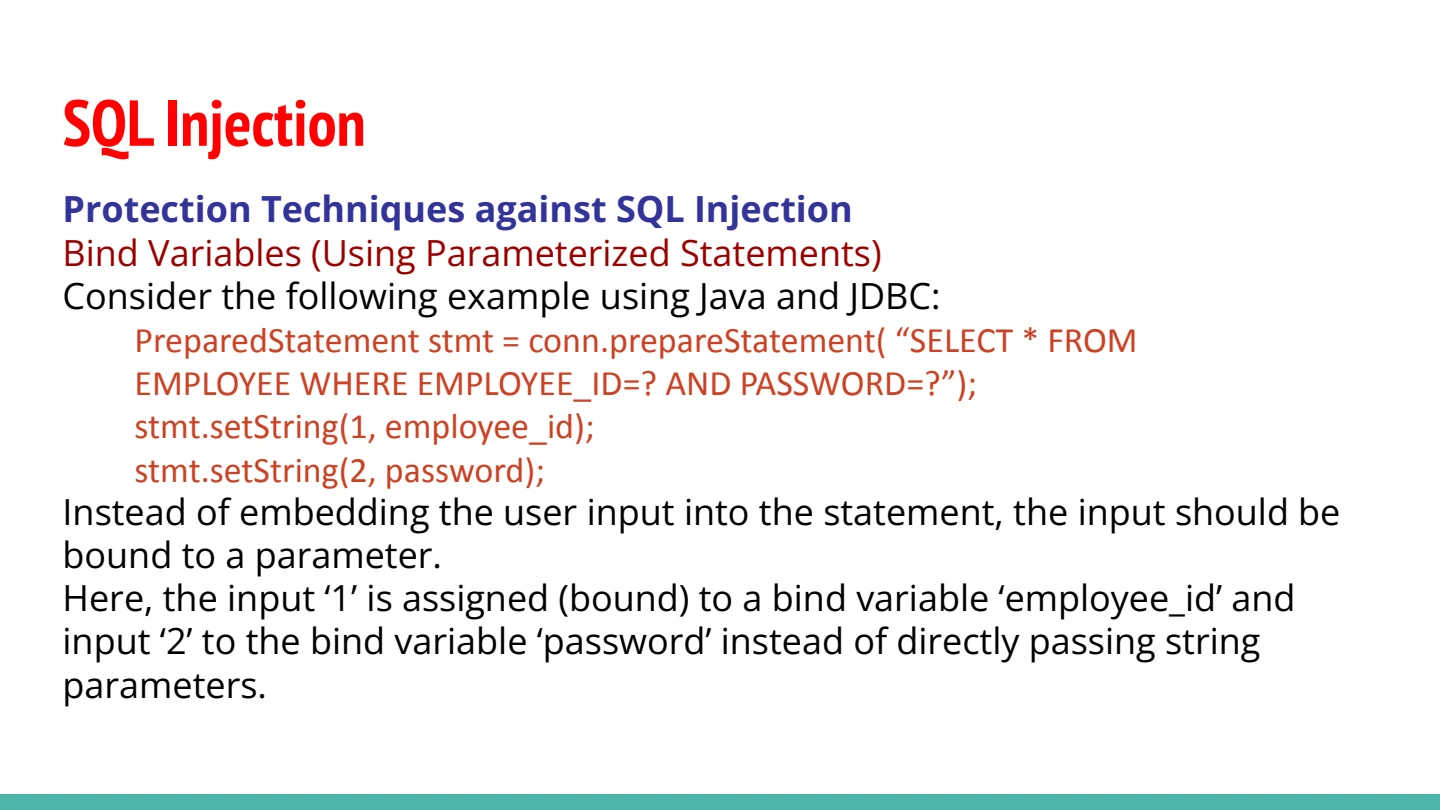 SQL Injection
Protection Techniques against SQL Injection
Bind Variables (Using Parameterized Statements)
Consider the following example using Java and JDBC:
PreparedStatement stmt = conn.prepareStatement( “SELECT * FROM
EMPLOYEE WHERE EMPLOYEE_ID=? AND PASSWORD=?”);
stmt.setString(1, employee_id);
stmt.setString(2, password);
Instead of embedding the user input into the statement, the input should be
bound to a parameter.
Here, the input ‘1’ is assigned (bound) to a bind variable ‘employee_id’ and
input ‘2’ to the bind variable ‘password’ instead of directly passing string
parameters.